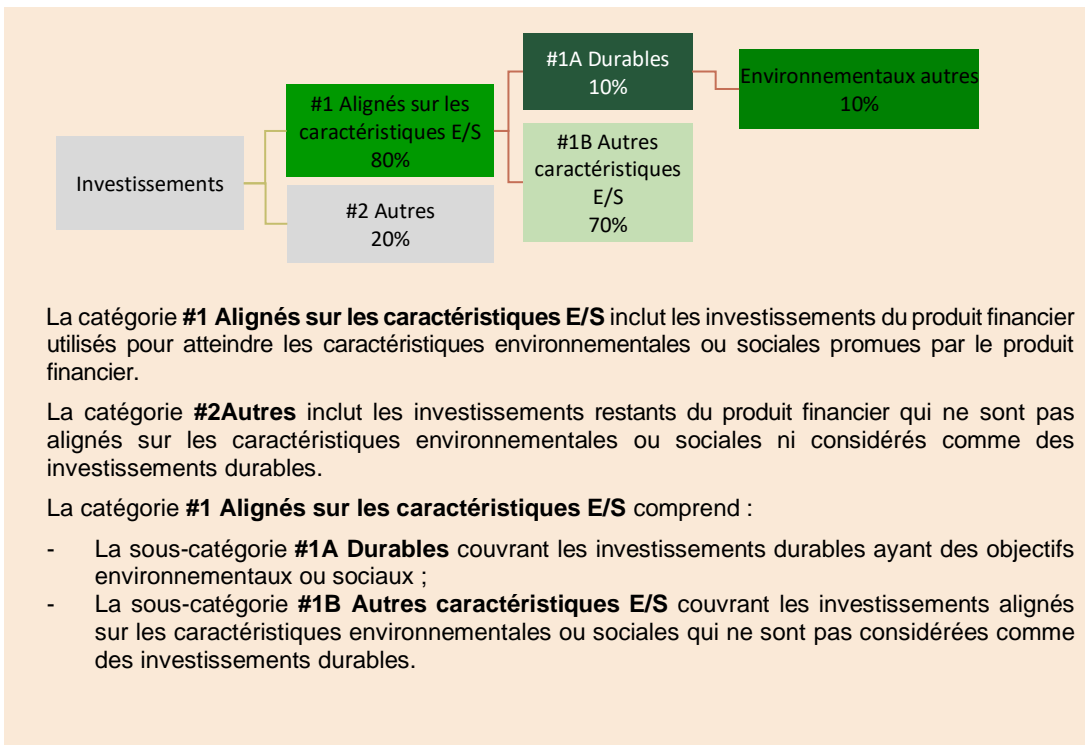 #1A Durables
10%
Environnementaux autres
10%
#1 Alignés sur les
caractéristiques E/S
80%
#1B Autres
caractéristiques
E/S
70%
Investissements
#2 Autres
20%
La catégorie #1 Alignés sur les caractéristiques E/S inclut les investissements du produit financier
utilisés pour atteindre les caractéristiques environnementales ou sociales promues par le produit
financier.
La catégorie #2Autres inclut les investissements restants du produit financier qui ne sont pas
alignés sur les caractéristiques environnementales ou sociales ni considérés comme des
investissements durables.
La catégorie #1 Alignés sur les caractéristiques E/S comprend :
- La sous-catégorie #1A Durables couvrant les investissements durables ayant des objectifs
environnementaux ou sociaux ;
- La sous-catégorie #1B Autres caractéristiques E/S couvrant les investissements alignés
sur les caractéristiques environnementales ou sociales qui ne sont pas considérées comme
des investissements durables.